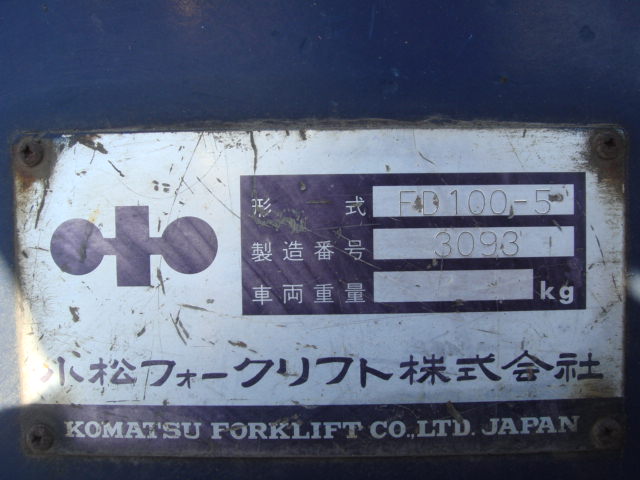 形式 FD100-5
製造番号 3093
車両重量 kg
小松フォークリフト株式会社
KOMATSU FORKLIFT CO.,LTD. JAPAN